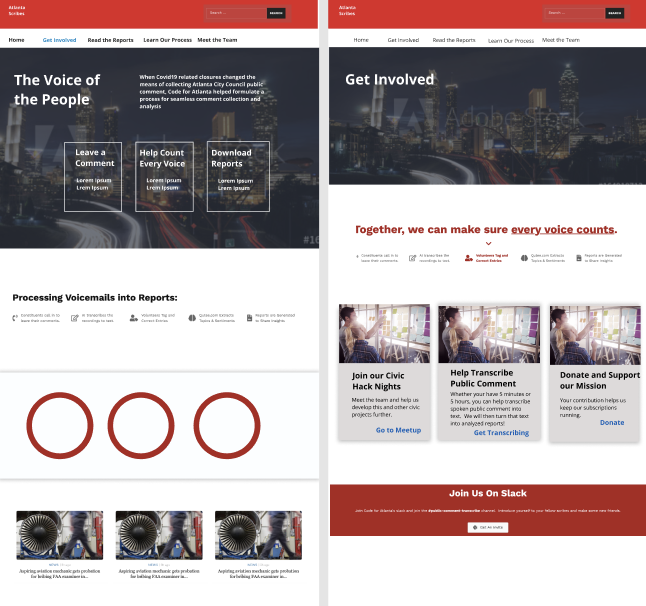 Atlanta
Scribes
Search ...
SEARCH
Home
Get Involved
Read the Reports
Learn Our Process
Meet the Team
The Voice of
the People
When Covid19 related closures changed the
means of collecting Atlanta City Council public
comment, Code for Atlanta helped formulate a
process for seamless comment collection and
analysis
Leave a
Comment
Lorem Ipsum
Lrem Ipsum
Help Count
Every Voice
Lorem Ipsum
Lrem Ipsum
Download
Reports
Lorem Ipsum
Lrem Ipsum
#16
Processing Voicemails into Reports:
Constituents call in to
leave their comments
AI transcribes the
recordings to text
Volunteers Tag and
Correct Entries
Quotes.port Extracts
Topics & Sentiments
Reports are Generated
to Share Insights
NEWS
Aspiring aviation mechanic gets probation
for bribing FAA examiner in...
NEWS
Aspiring aviation mechanic gets probation
for bribing FAA examiner in...
NEWS
Aspiring aviation mechanic gets probation
for bribing FAA examiner in...
Atlanta
Scribes
Search ...
SEARCH
Home
Get Involved
Read the Reports
Learn Our Process
Meet the Team
Get Involved
Adobe Stock
Together, we can make sure every voice counts.
Constituents call in to
leave their comments
AI transcribes the
recordings to text
Volunteers Tag and
Correct Entries
Extracts
Topics & Sentiments
Reports are Generated
to Share Insights
Join our Civic
Hack Nights
Meet the team and help us
develop this and other civic
projects further.
Go to Meetup
Help Transcribe
Public Comment
Whether your have 5 minutes or
5 hours, you can help transcribe
spoken public comment into
text. We will then turn that text
into analyzed reports!
Get Transcribing
Donate and Support
our Mission
Your contribution helps us
keep our subscriptions
running.
Donate
Join Us On Slack
Join Code for Atlanta's slack and join the #public-comment-transcribe channel. Introduce yourself to your fellow scribes and make some new friends.
Get An Invite